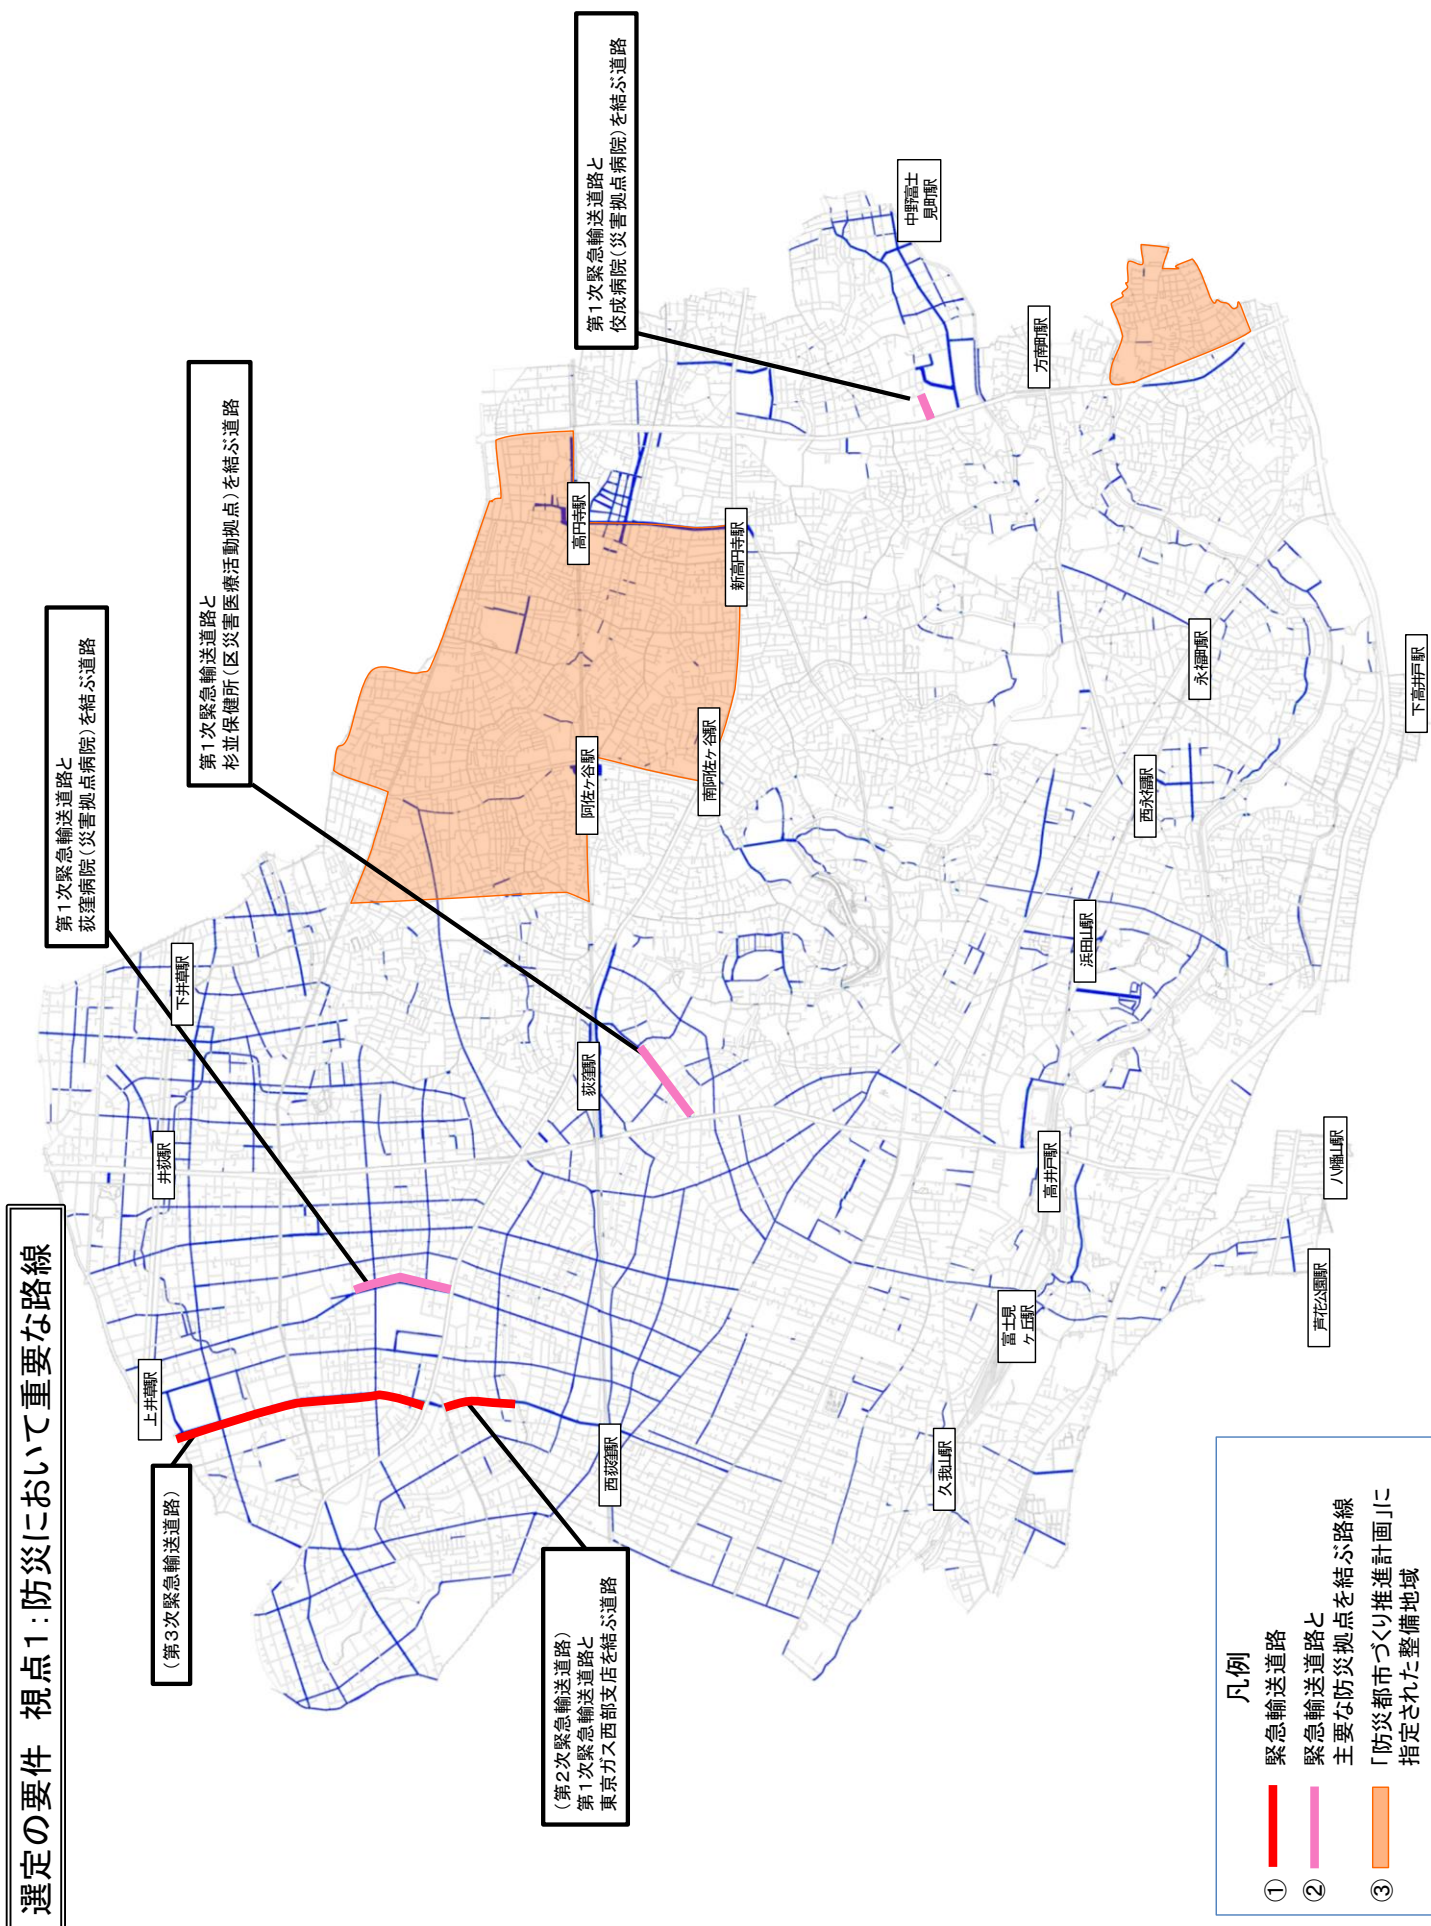 選定の要件 視点1:防災において重要な路線
第1次緊急輸送道路と
荻窪病院(災害拠点病院)を結ぶ道路
第1次緊急輸送道路と
杉並保健所(区災害医療活動拠点)を結ぶ道路
第1次緊急輸送道路と
佼成病院(災害拠点病院)を結ぶ道路
(第3次緊急輸送道路)
(第2次緊急輸送道路)
第1次緊急輸送道路と
東京ガス西部支店を結ぶ道路
上井草駅
井荻駅
下井草駅
西荻窪駅
荻窪駅
阿佐ヶ谷駅
高円寺駅
南阿佐ヶ谷駅
新高円寺駅
中野富士
見町駅
方南町駅
久我山駅
富士見
ヶ丘駅
高井戸駅
浜田山駅
西永福駅
永福町駅
芦花公園駅
八幡山駅
下高井戸駅
凡例
① 緊急輸送道路
② 緊急輸送道路と
主要な防災拠点を結ぶ路線
③ 「防災都市づくり推進計画」に
指定された整備地域